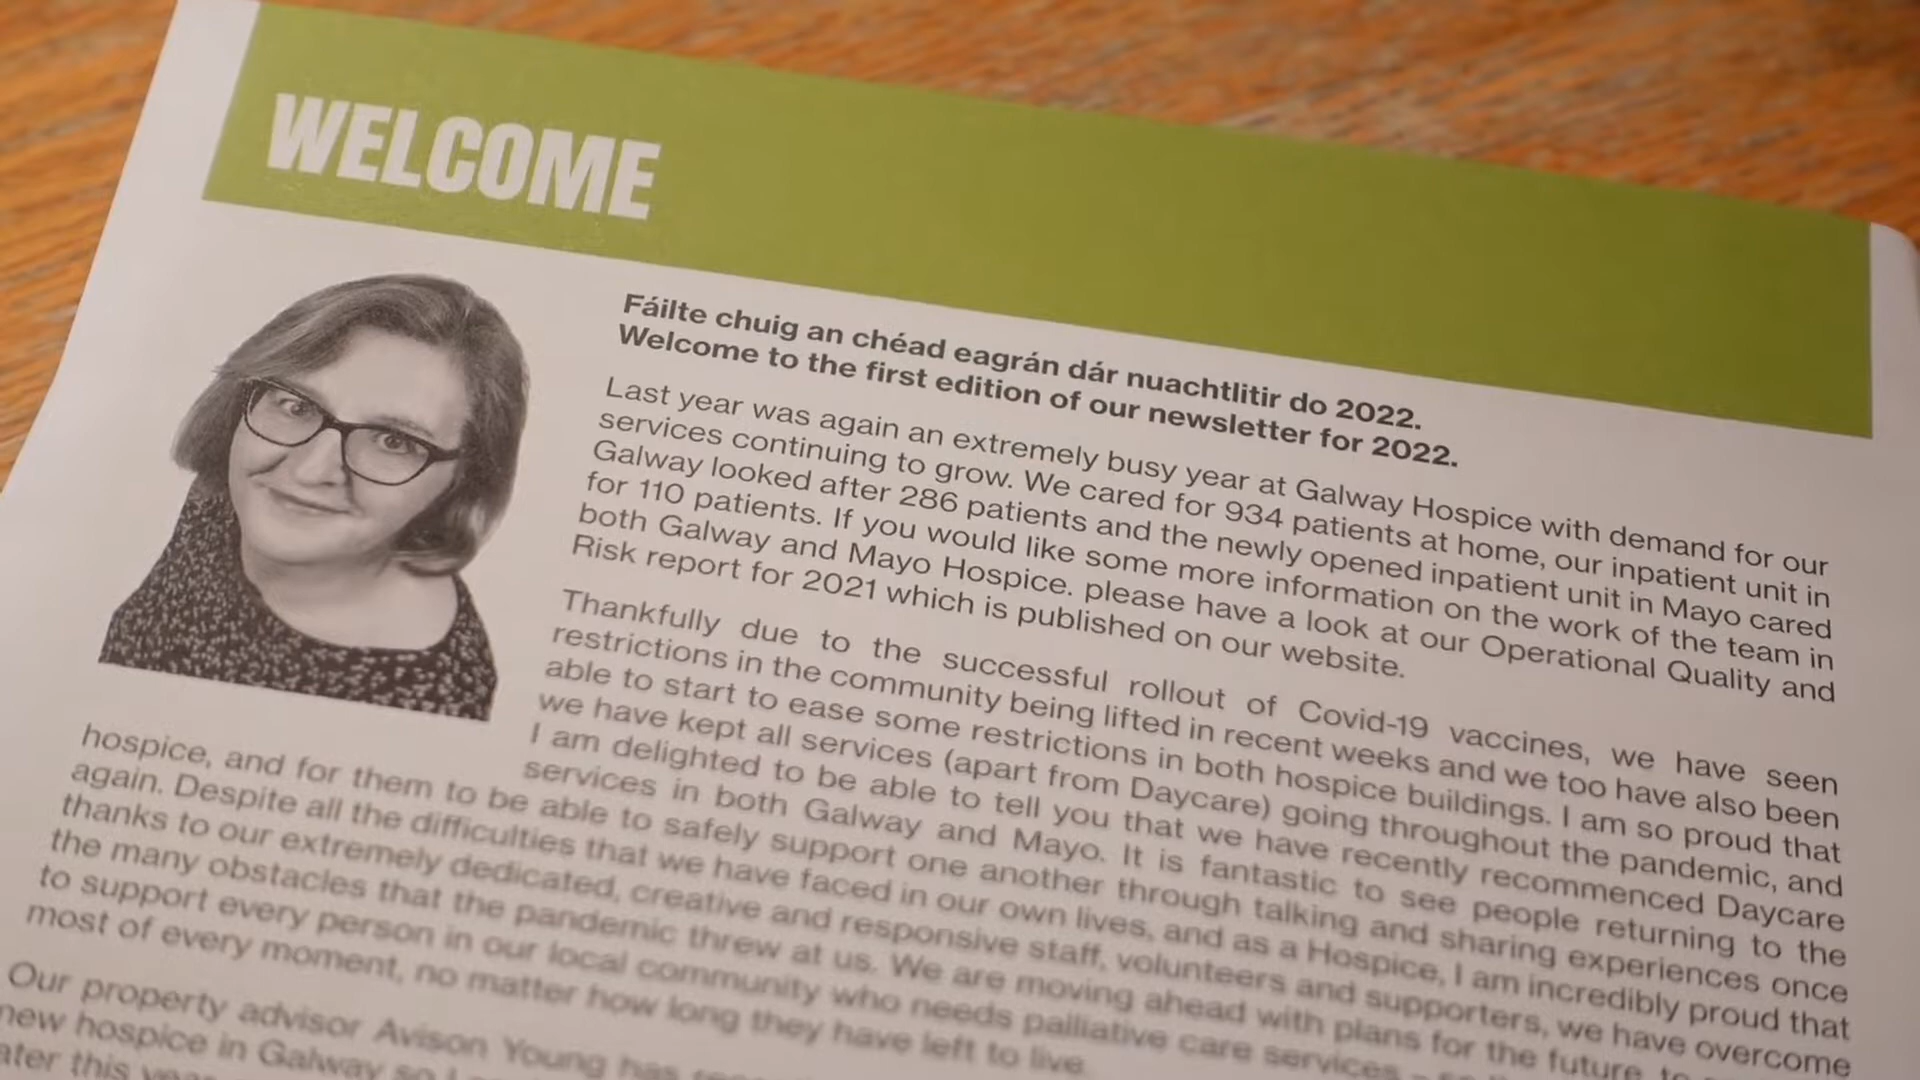 WELCOME
Fáilte chuig an chéad eagrán dár nuachtlitir do 2022.
Welcome to the first edition of our newsletter for 2022.
Last year was again an extremely busy year at Galway Hospice with demand for our
services continuing to grow. We cared for 934 patients at home, our inpatient unit in
Galway looked after 286 patients and the newly opened inpatient unit in Mayo cared
for 110 patients. If you would like some more information on the work of the team in
both Galway and Mayo Hospice. please have a look at our Operational Quality and
Risk report for 2021 which is published on our website.
Thankfully due to the successful rollout of Covid-19 vaccines, we have seen
restrictions in the community being lifted in recent weeks and we too have also been
able to start to ease some restrictions in both hospice buildings. I am so proud that
we have kept all services (apart from Daycare) going throughout the pandemic, and
I am delighted to be able to tell you that we have recently recommenced Daycare
services in both Galway and Mayo. It is fantastic to see people returning to the
hospice, and for them to be able to safely support one another through talking and sharing experiences once
again. Despite all the difficulties that we have faced in our own lives, and as a Hospice, I am incredibly proud that
thanks to our extremely dedicated, creative and responsive staff, volunteers and supporters, we have overcome
the many obstacles that the pandemic threw at us. We are moving ahead with plans for the future, to
to support every person in our local community who needs palliative care services –
most of every moment, no matter how long they have left to live.
Our property advisor Avison Young has
new hospice in Galway so
later this